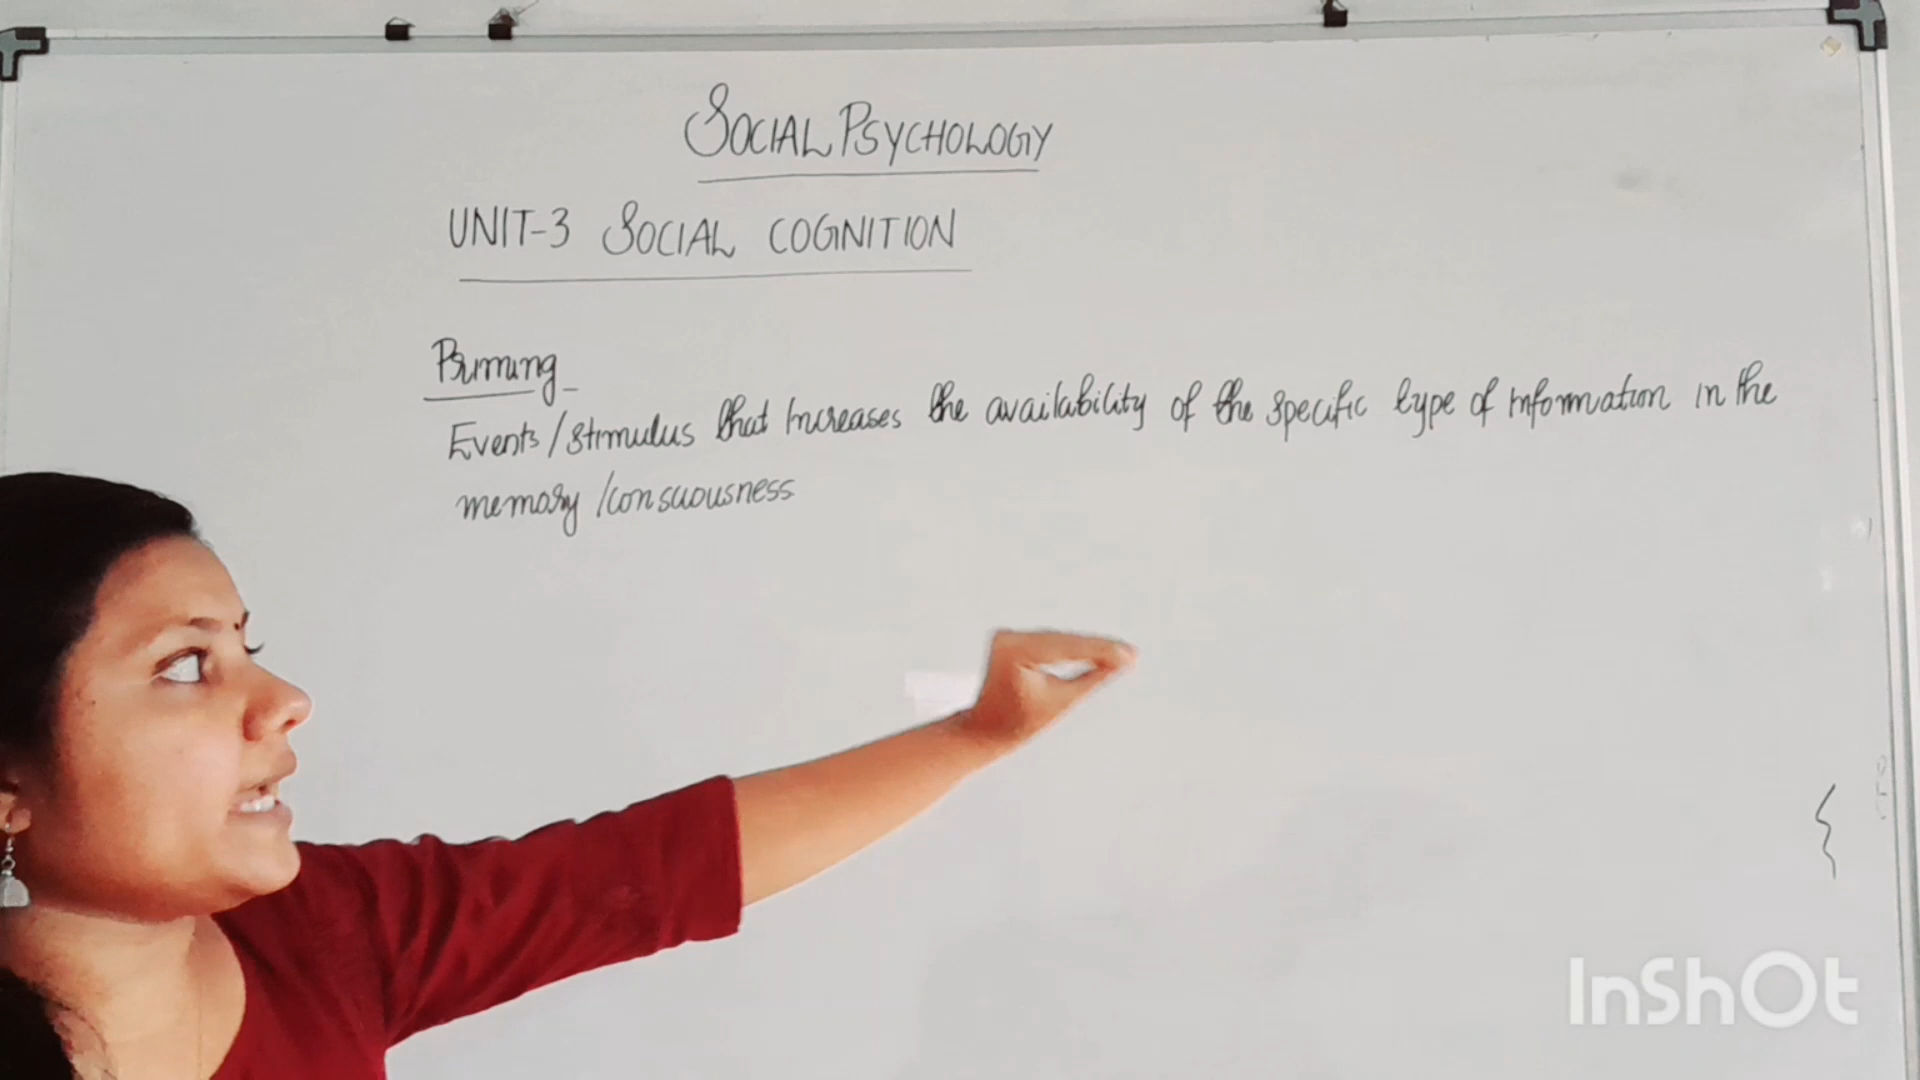 SOCIAL PSYCHOLOGY
UNIT-3 SOCIAL COGNITION
Priming-
Events/stimulus that Increases the availability of the specific type of Information in the
memory/consciousness
InShOt